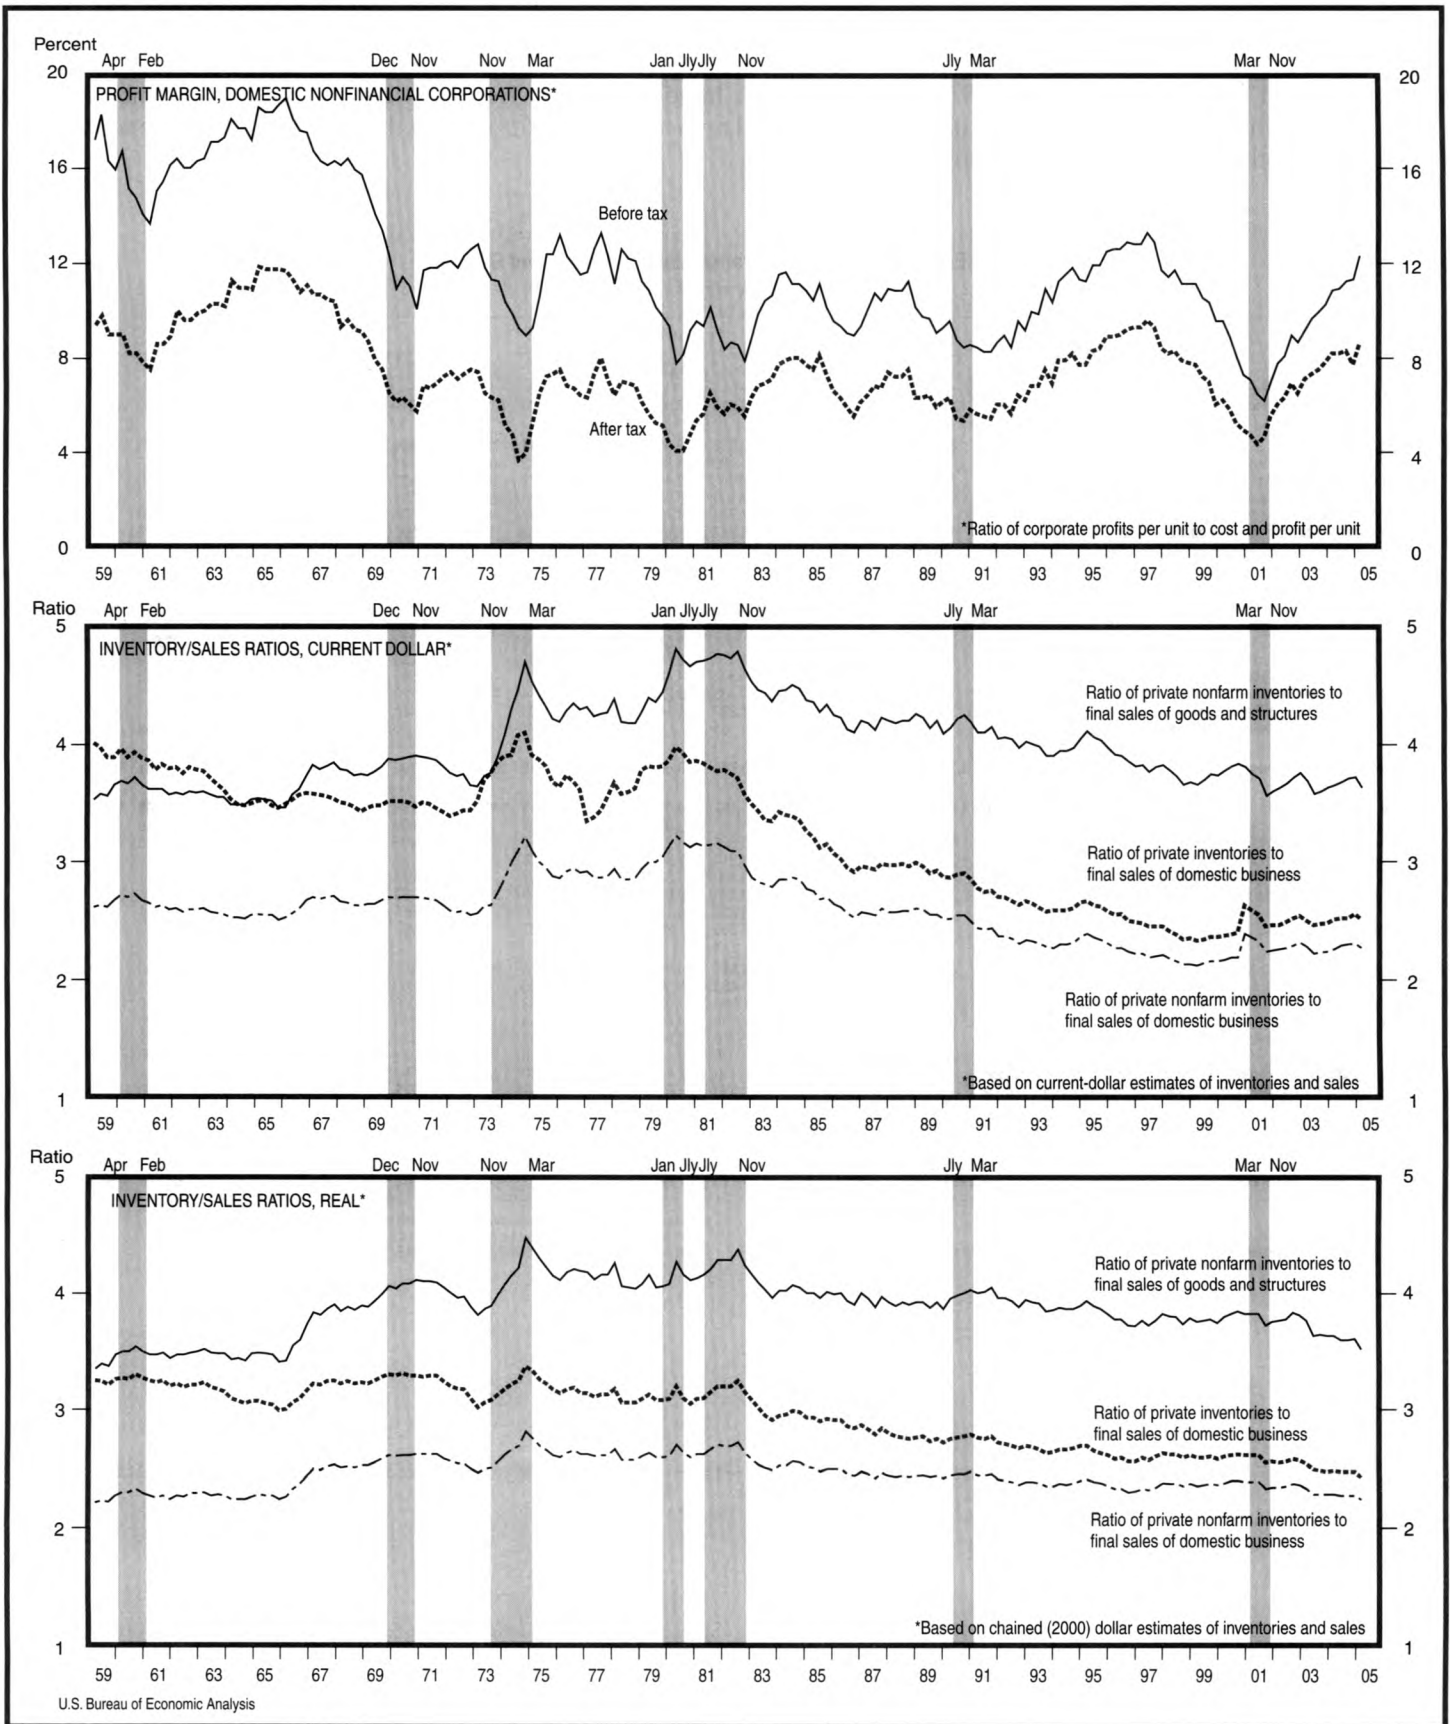 Percent
Apr Feb Dec Nov Nov Mar Jan Jly Jly Nov Jly Mar Mar Nov
20 20
PROFIT MARGIN, DOMESTIC NONFINANCIAL CORPORATIONS*
16 16
Before tax
12 12
8 8
After tax
4 4
*Ratio of corporate profits per unit to cost and profit per unit
0 0
59 61 63 65 67 69 71 73 75 77 79 81 83 85 87 89 91 93 95 97 99 01 03 05
Ratio
Apr Feb Dec Nov Nov Mar Jan Jly Jly Nov Jly Mar Mar Nov
5 5
INVENTORY/SALES RATIOS, CURRENT DOLLAR*
Ratio of private nonfarm inventories to
final sales of goods and structures
4 4
Ratio of private inventories to
3 3
final sales of domestic business
2 2
Ratio of private nonfarm inventories to
final sales of domestic business
*Based on current-dollar estimates of inventories and sales
1 1
59 61 63 65 67 69 71 73 75 77 79 81 83 85 87 89 91 93 95 97 99 01 03 05
Ratio
Apr Feb Dec Nov Nov Mar Jan Jly Jly Nov Jly Mar Mar Nov
5 5
INVENTORY/SALES RATIOS, REAL*
Ratio of private nonfarm inventories to
final sales of goods and structures
4 4
3 3
Ratio of private inventories to
final sales of domestic business
Ratio of private nonfarm inventories to
2 2
final sales of domestic business
*Based on chained (2000) dollar estimates of inventories and sales
1 1
59 61 63 65 67 69 71 73 75 77 79 81 83 85 87 89 91 93 95 97 99 01 03 05
U.S. Bureau of Economic Analysis